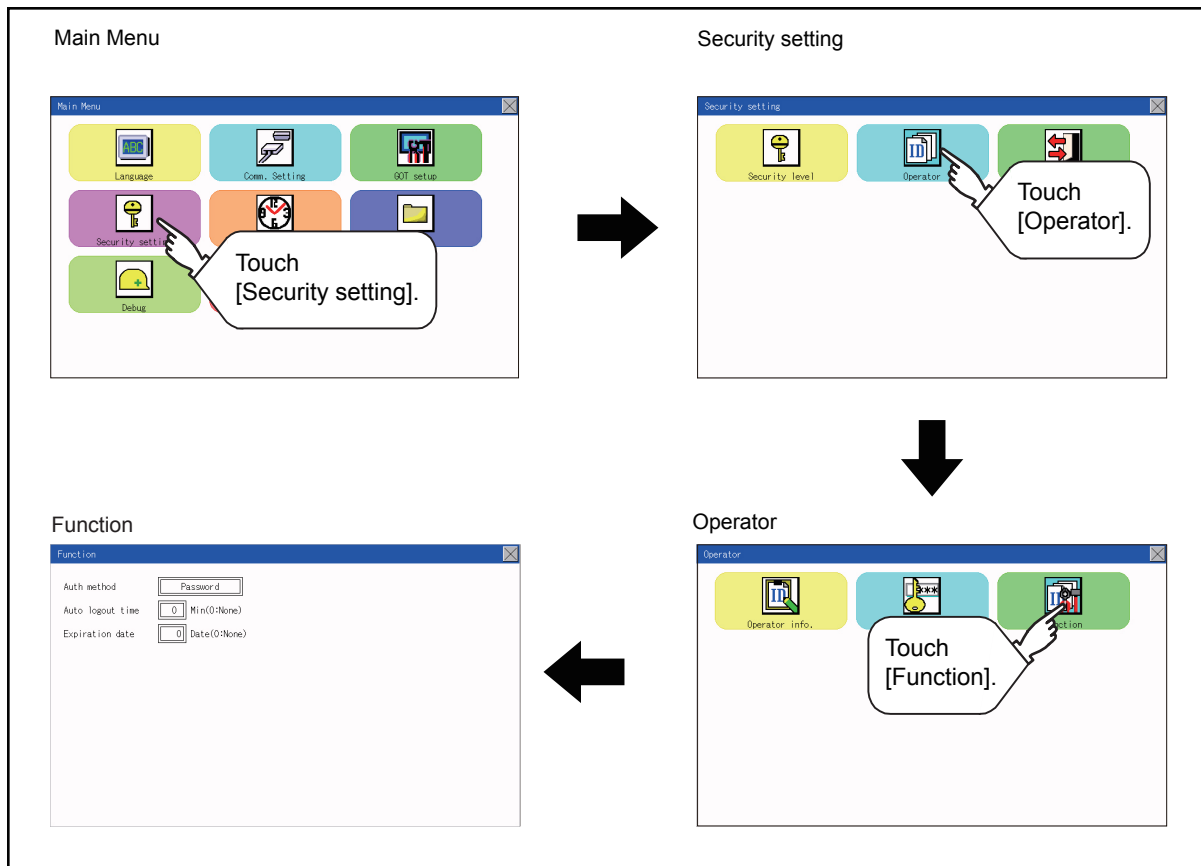 Main Menu
Security setting
Main Menu
Language
Comm. Setting
GOT setup
Security setting
Debug
Touch
[Security setting].
Security setting
Security level
Operator
Touch
[Operator].
Function
Operator
Function
Auth method
Password
Auto logout time
0
Min(0:None)
Expiration date
0
Date(0:None)
Operator
Operator info.
Touch
[Function].